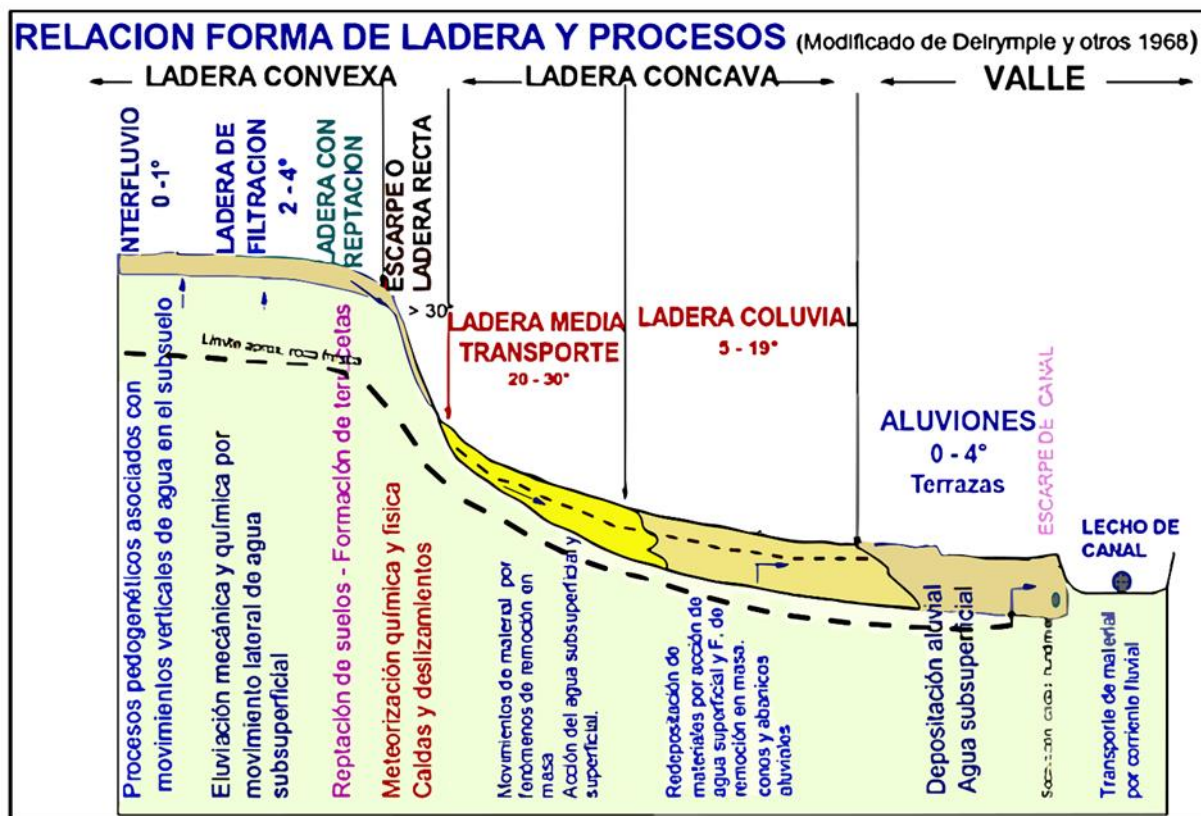 RELACION FORMA DE LADERA Y PROCESOS (Modificado de Delrymple y otros 1968)
LADERA CONVEXA
LADERA CONCAVA
VALLE
INTERFLUVIO
0 -1°
LADERA DE
FILTRACION
2 - 4°
LADERA CON
REPTACION
ESCARPE O
LADERA RECTA
> 30°
LADERA MEDIA
TRANSPORTE
20 - 30°
LADERA COLUVIAL
5 - 19°
ALUVIONES
0 - 4°
Terrazas
ESCARPE DE CANAL
LECHO DE
CANAL
Limite aprox. roca fresca
Procesos pedogenéticos asociados con
movimientos verticales de agua en el subsuelo
Eluviación mecánica y química por
movimiento lateral de agua
subsuperficial
Reptación de suelos - Formación de terracetas
Meteorización química y física
Caídas y deslizamientos
Movimientos de material por
fenómenos de remoción en
masa
Acción del agua subsuperficial y
superficial.
Redepositación de
materiales por acción de
agua superficial y F. de
remoción en masa.
conos y abanicos
aluviales
Depositación aluvial
Agua subsuperficial
Transporte de material
por corriente fluvial